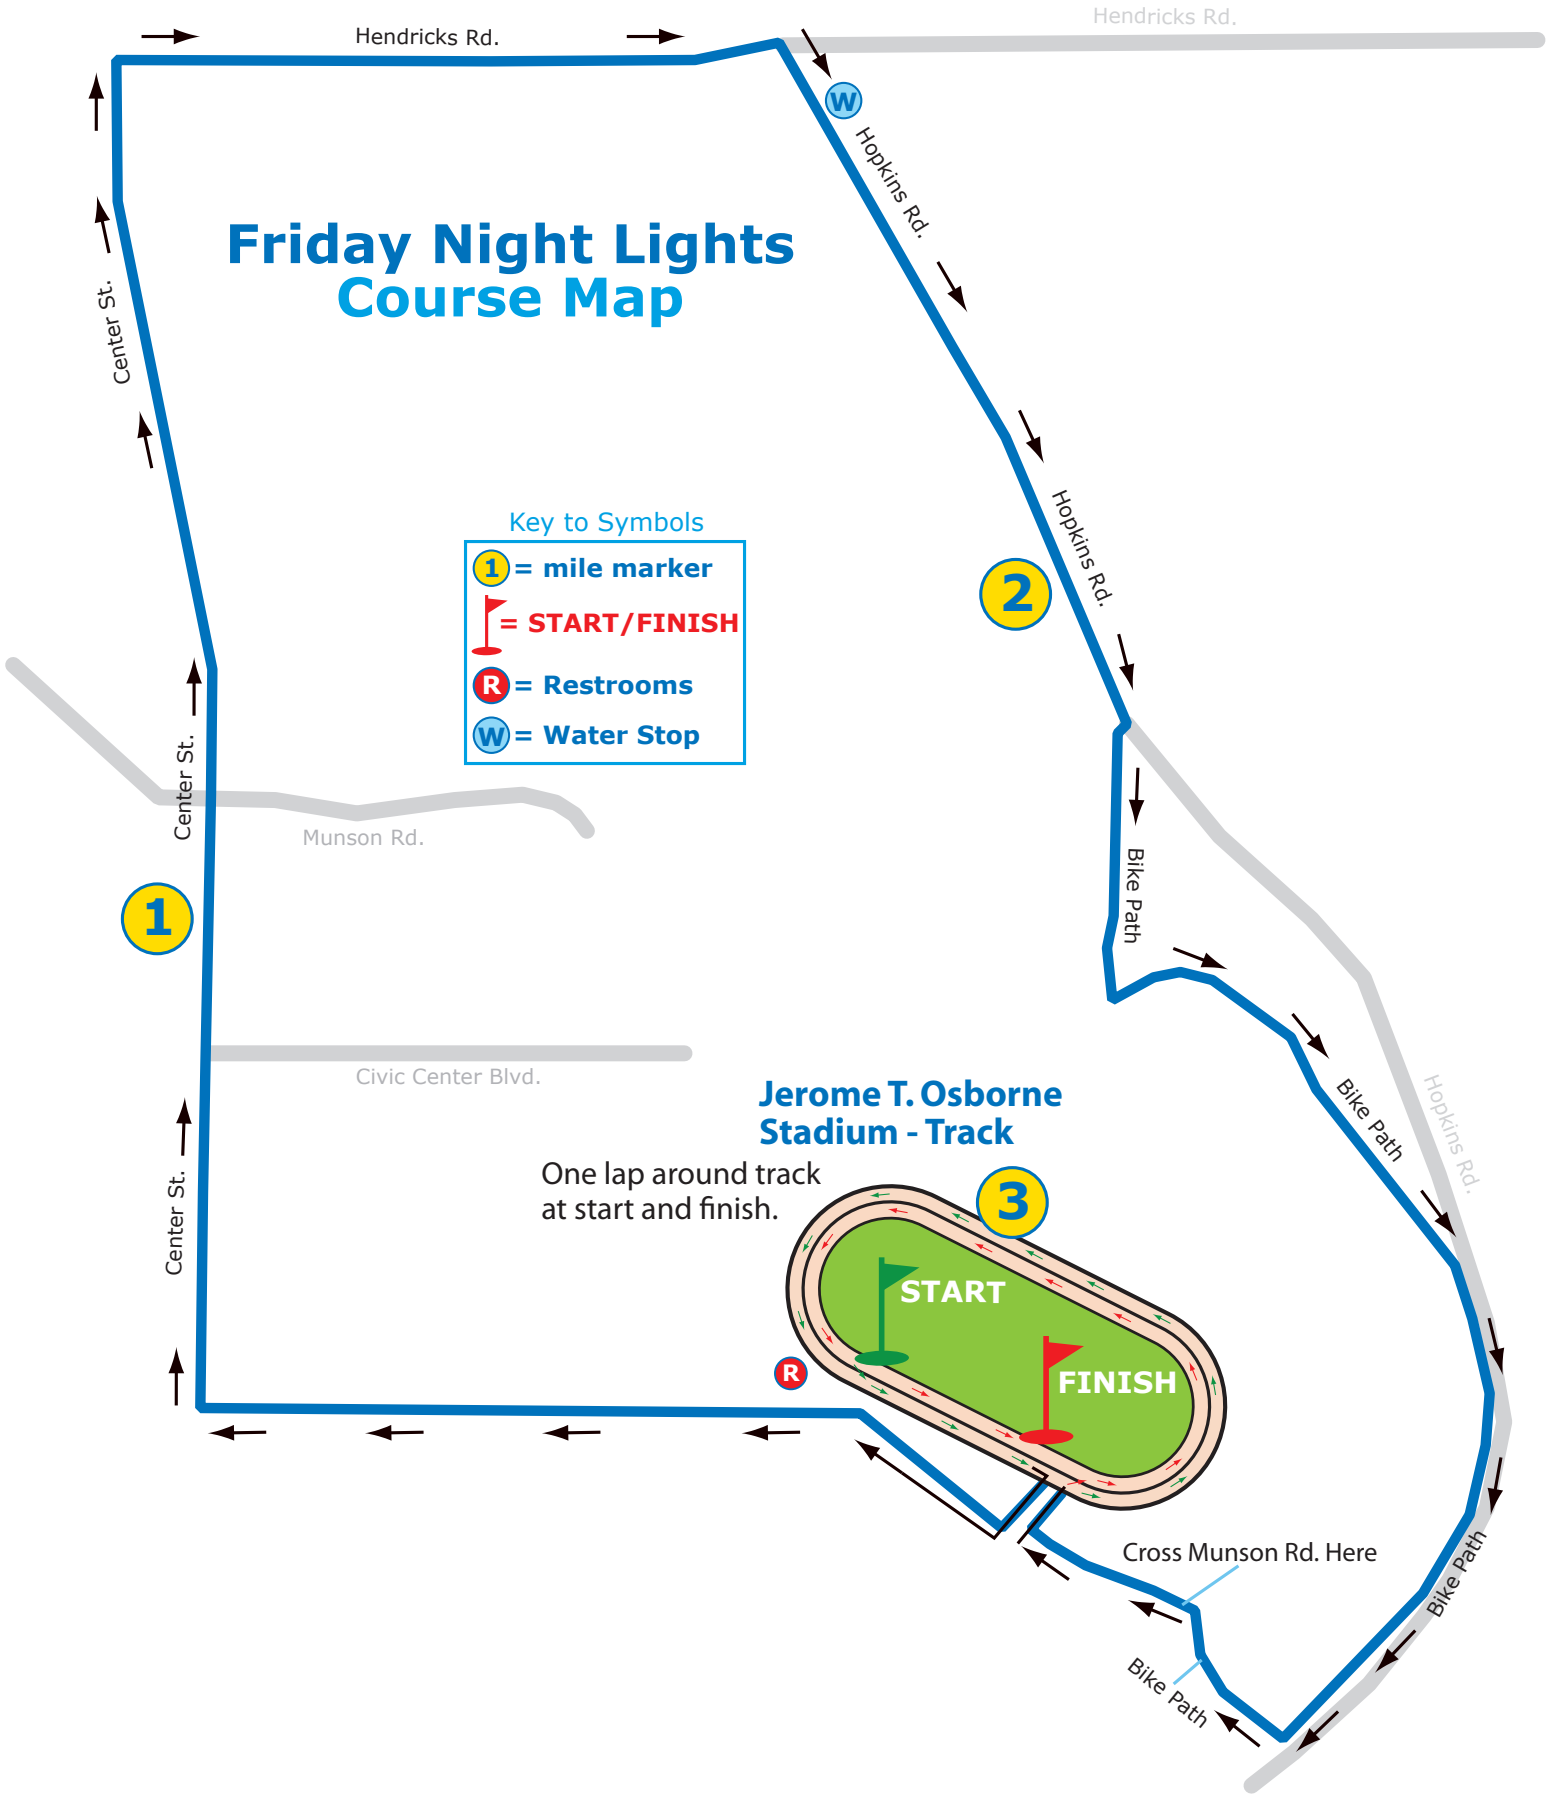 Hendricks Rd.
Hendricks Rd.
W
Hopkins Rd.
Friday Night Lights
Course Map
Center St.
Key to Symbols
1 = mile marker
= START/FINISH
R = Restrooms
W = Water Stop
Hopkins Rd.
2
Center St.
Munson Rd.
1
Bike Path
Civic Center Blvd.
Bike Path
Hopkins Rd.
Jerome T. Osborne
Stadium - Track
One lap around track
at start and finish.
3
Center St.
START
R
FINISH
Cross Munson Rd. Here
Bike Path
Bike Path